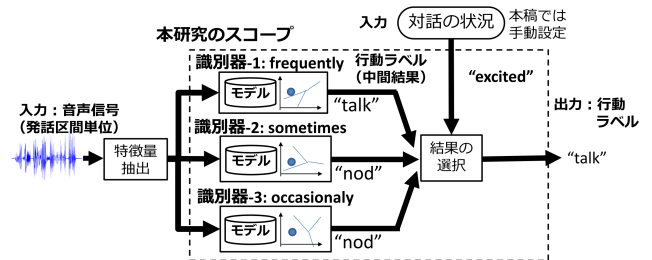 入力
対話の状況
本稿では
手動設定
本研究のスコープ
識別器-1: frequently
モデル
行動ラベル
(中間結果)
“excited”
“talk”
入力：音声信号
(発話区間単位)
特徴量
抽出
識別器-2: sometimes
モデル
“nod”
結果の
選択
出力：行動
ラベル
“talk”
識別器-3: occasionaly
モデル
“nod”